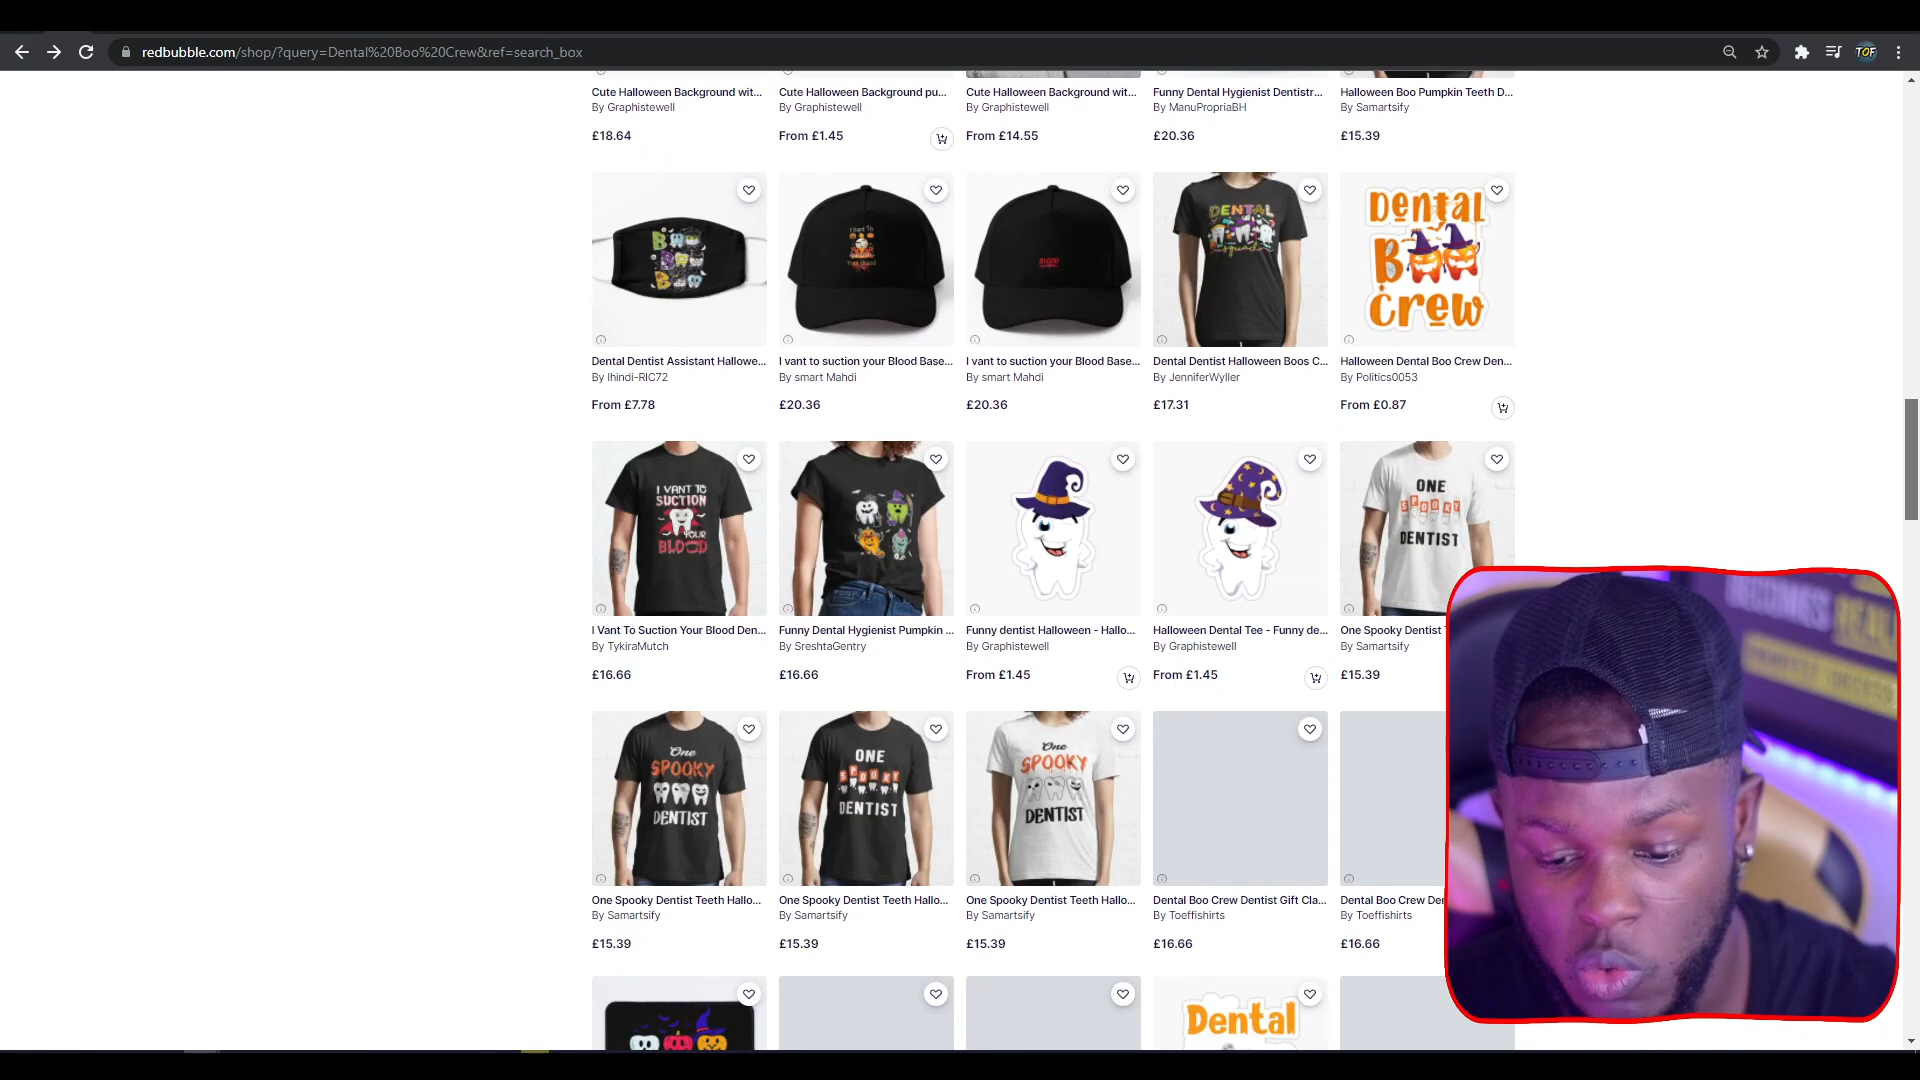 redbubble.com/shop/?query=Dental%20Boo%20Crew&ref=search_box
TOF
Cute Halloween Background wit...
By Graphistewell
£18.64
Cute Halloween Background pu...
By Graphistewell
From £1.45
Cute Halloween Background wit...
By Graphistewell
From £14.55
Funny Dental Hygienist Dentistr...
By ManuPropriaBH
£20.36
Halloween Boo Pumpkin Teeth D...
By Samartsify
£15.39
I Want To
Your Blood
BLOOD
DENTAL
squad
Dental
Boo
Crew
Dental Dentist Assistant Hallowe...
By lhindi-RIC72
From £7.78
I vant to suction your Blood Base...
By smart Mahdi
£20.36
I vant to suction your Blood Base...
By smart Mahdi
£20.36
Dental Dentist Halloween Boos C...
By JenniferWyller
£17.31
Halloween Dental Boo Crew Den...
By Politics0053
From £0.87
I VANT TO
SUCTION
YOUR
BLOOD
ONE
SPOOKY
DENTIST
I Vant To Suction Your Blood Den...
By TykiraMutch
£16.66
Funny Dental Hygienist Pumpkin ...
By SreshtaGentry
£16.66
Funny dentist Halloween - Hallo...
By Graphistewell
From £1.45
Halloween Dental Tee - Funny de...
By Graphistewell
From £1.45
One Spooky Dentist
By Samartsify
£15.39
One
SPOOKY
DENTIST
ONE
SPOOKY
DENTIST
One
SPOOKY
DENTIST
One Spooky Dentist Teeth Hallo...
By Samartsify
£15.39
One Spooky Dentist Teeth Hallo...
By Samartsify
£15.39
One Spooky Dentist Teeth Hallo...
By Samartsify
£15.39
Dental Boo Crew Dentist Gift Cla...
By Toeffishirts
£16.66
Dental Boo Crew De
By Toeffishirts
£16.66
Dental